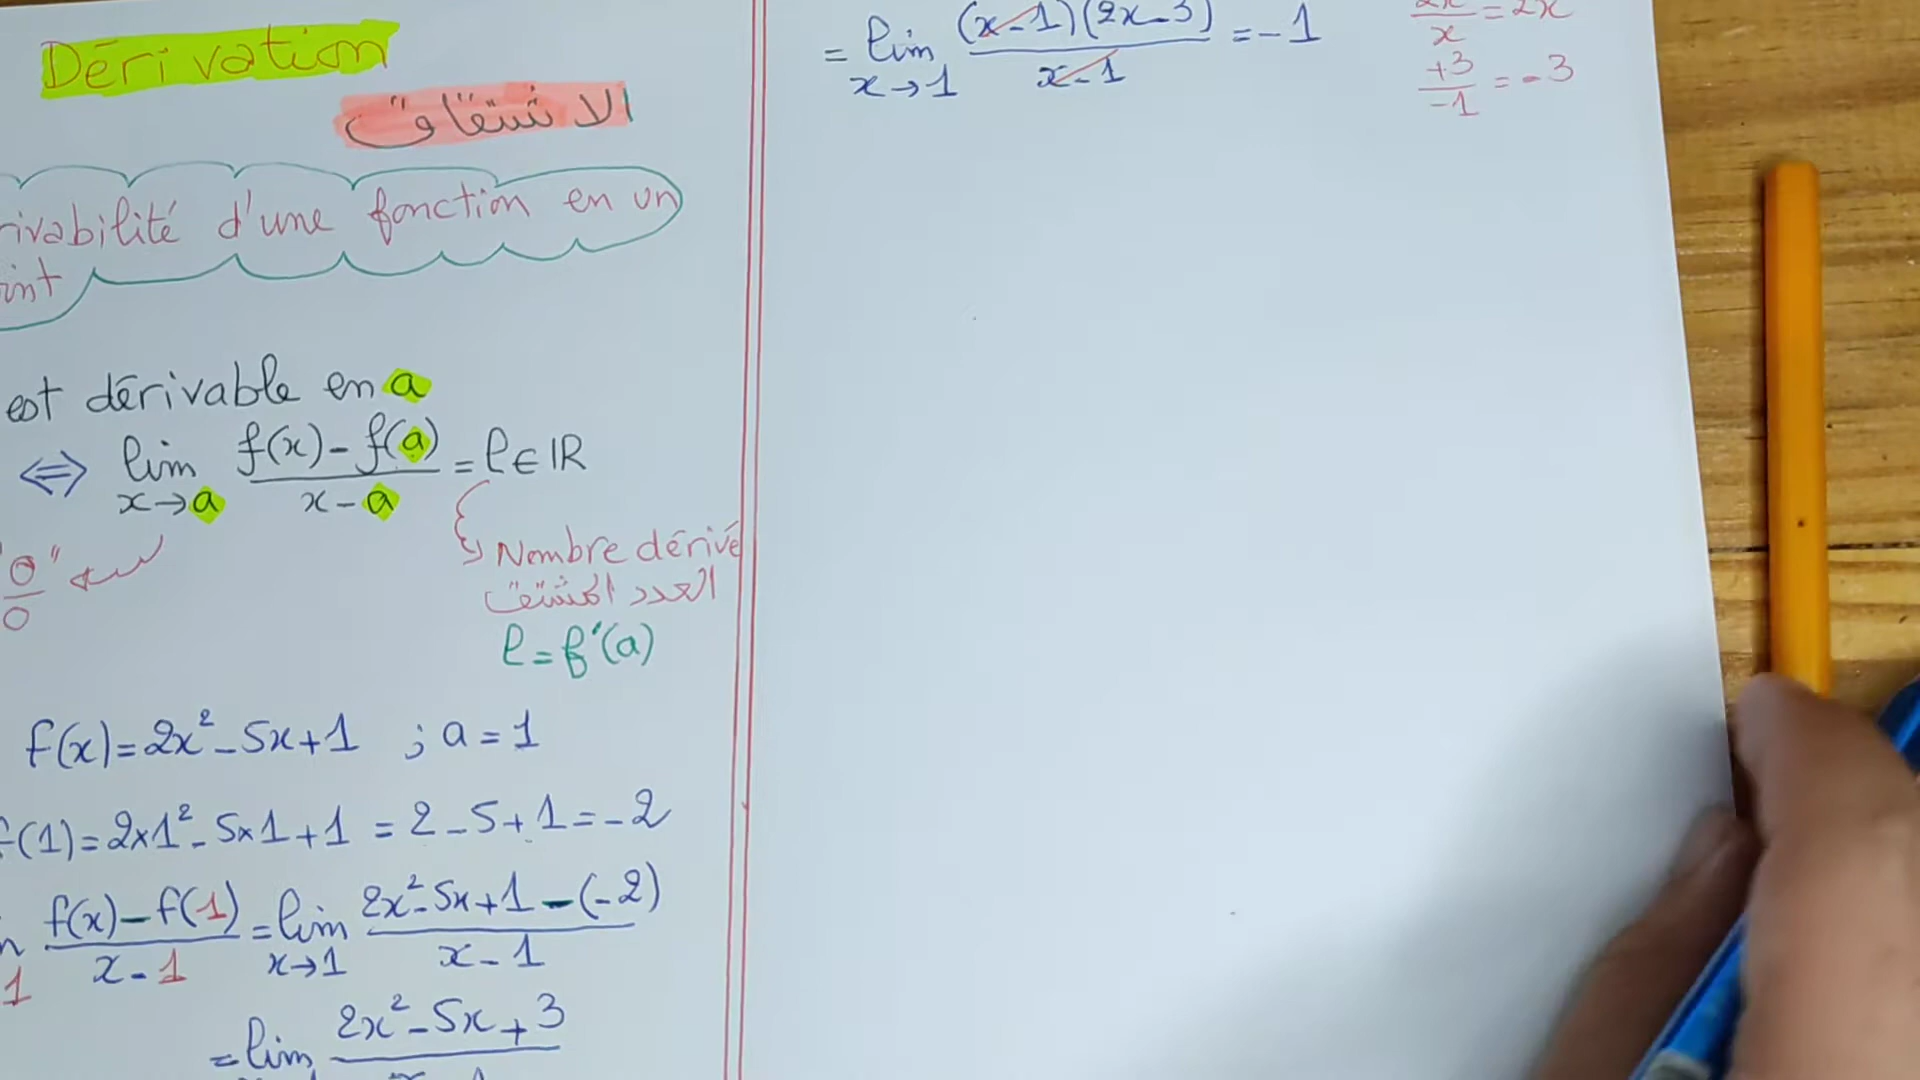 Dérivation
الاشتقاق
rivabilité d'une fonction en un
int
est dérivable en a
⟺ lim x→a (f(x) - f(a))/(x - a) = l ∈ IR
"0/0"
Nombre dérivé
العدد المشتق
l = f'(a)
f(x) = 2x² - 5x + 1 ; a = 1
f(1) = 2×1² - 5×1 + 1 = 2 - 5 + 1 = -2
1 (f(x) - f(1))/(x - 1) = lim x→1 (2x² - 5x + 1 - (-2))/(x - 1)
= lim (2x² - 5x + 3)/
= lim x→1 (x - 1)(2x - 3)/(x - 1) = -1
/x = 2x
+3/-1 = -3